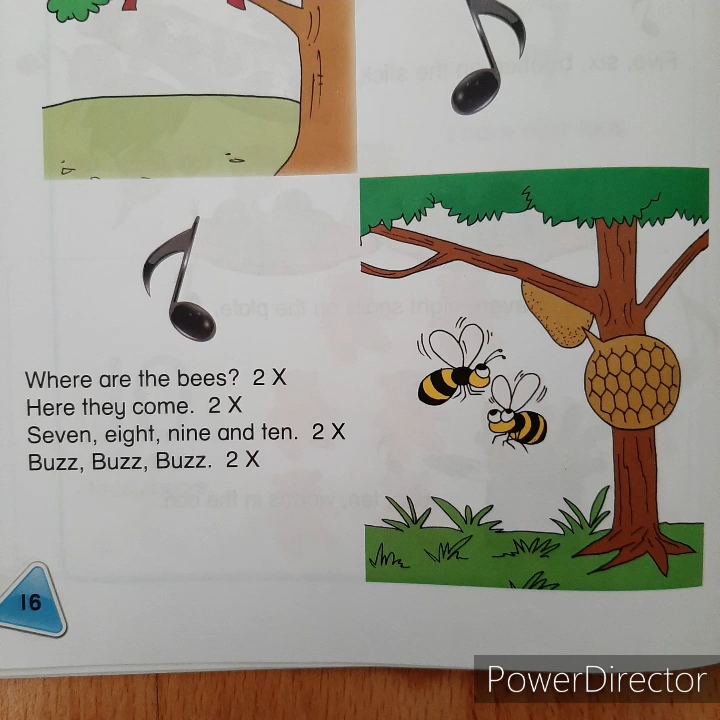 Where are the bees? 2 X
Here they come. 2 X
Seven, eight, nine and ten. 2 X
Buzz, Buzz, Buzz. 2 X
16
PowerDirector